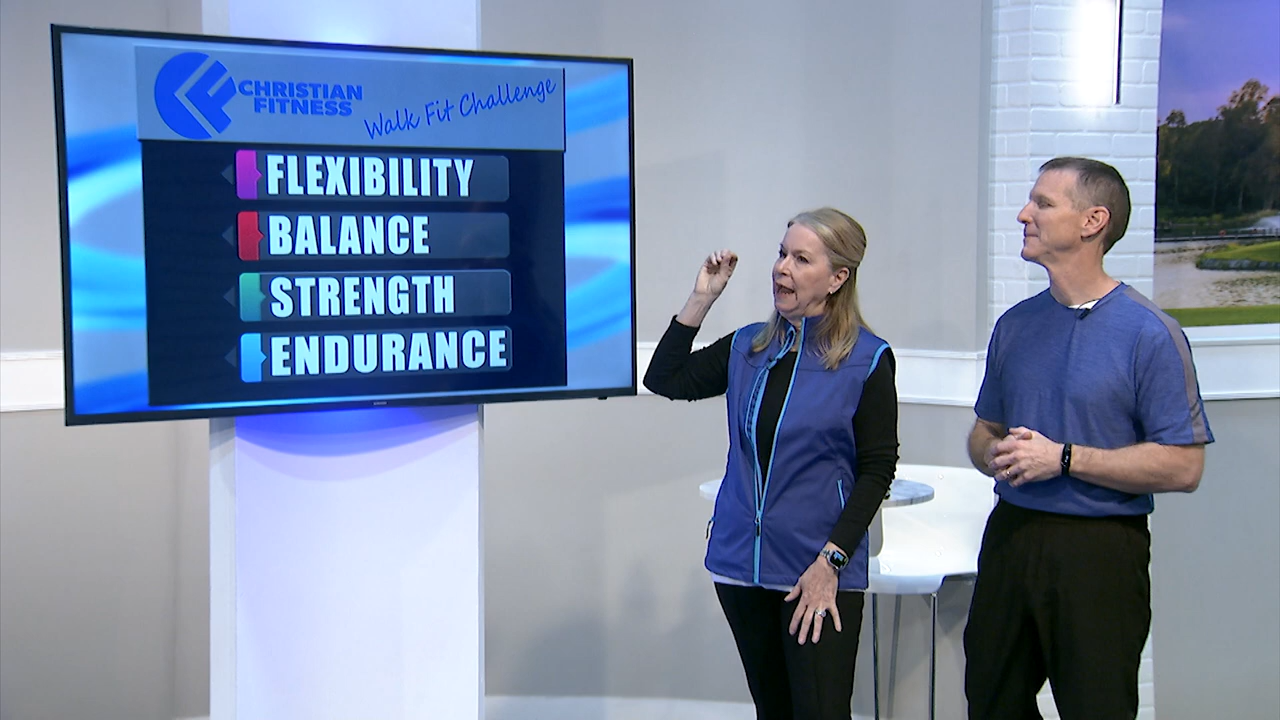 CHRISTIAN
FITNESS
Walk Fit Challenge
FLEXIBILITY
BALANCE
STRENGTH
ENDURANCE